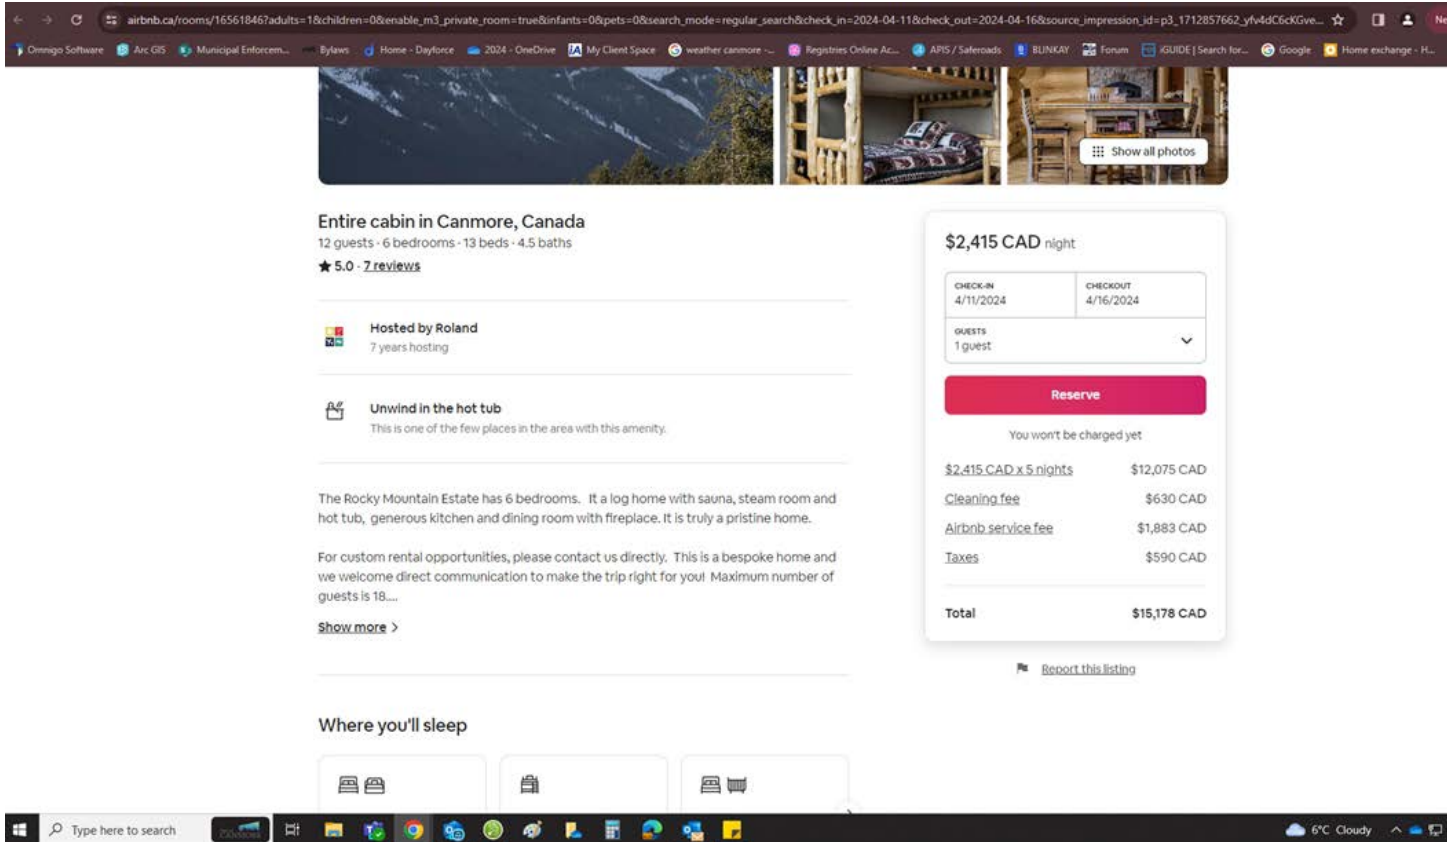 airbnb.ca/rooms/16561846?adults=1&children=0&enable_m3_private_room=true&infants=0&pets=0&search_mode=regular_search&check_in=2024-04-11&check_out=2024-04-16&source_impression_id=p3_1712857662_yfv4dC6cKGve... Ne
Omnigo Software Arc GIS Municipal Enforcem... Bylaws Home - Dayforce 2024 - OneDrive My Client Space weather canmore -... Registries Online Ac... APIS / Saferoads BLINKAY Forum iGUIDE | Search for... Google Home exchange - H...
Show all photos
Entire cabin in Canmore, Canada
12 guests · 6 bedrooms · 13 beds · 4.5 baths
★ 5.0 · 7 reviews
Hosted by Roland
7 years hosting
Unwind in the hot tub
This is one of the few places in the area with this amenity.
The Rocky Mountain Estate has 6 bedrooms. It a log home with sauna, steam room and
hot tub, generous kitchen and dining room with fireplace. It is truly a pristine home.
For custom rental opportunities, please contact us directly. This is a bespoke home and
we welcome direct communication to make the trip right for you! Maximum number of
guests is 18....
Show more >
Where you'll sleep
$2,415 CAD night
CHECK-IN CHECKOUT
4/11/2024 4/16/2024
GUESTS
1 guest
Reserve
You won't be charged yet
$2,415 CAD x 5 nights $12,075 CAD
Cleaning fee $630 CAD
Airbnb service fee $1,883 CAD
Taxes $590 CAD
Total $15,178 CAD
Report this listing
Type here to search 6°C Cloudy